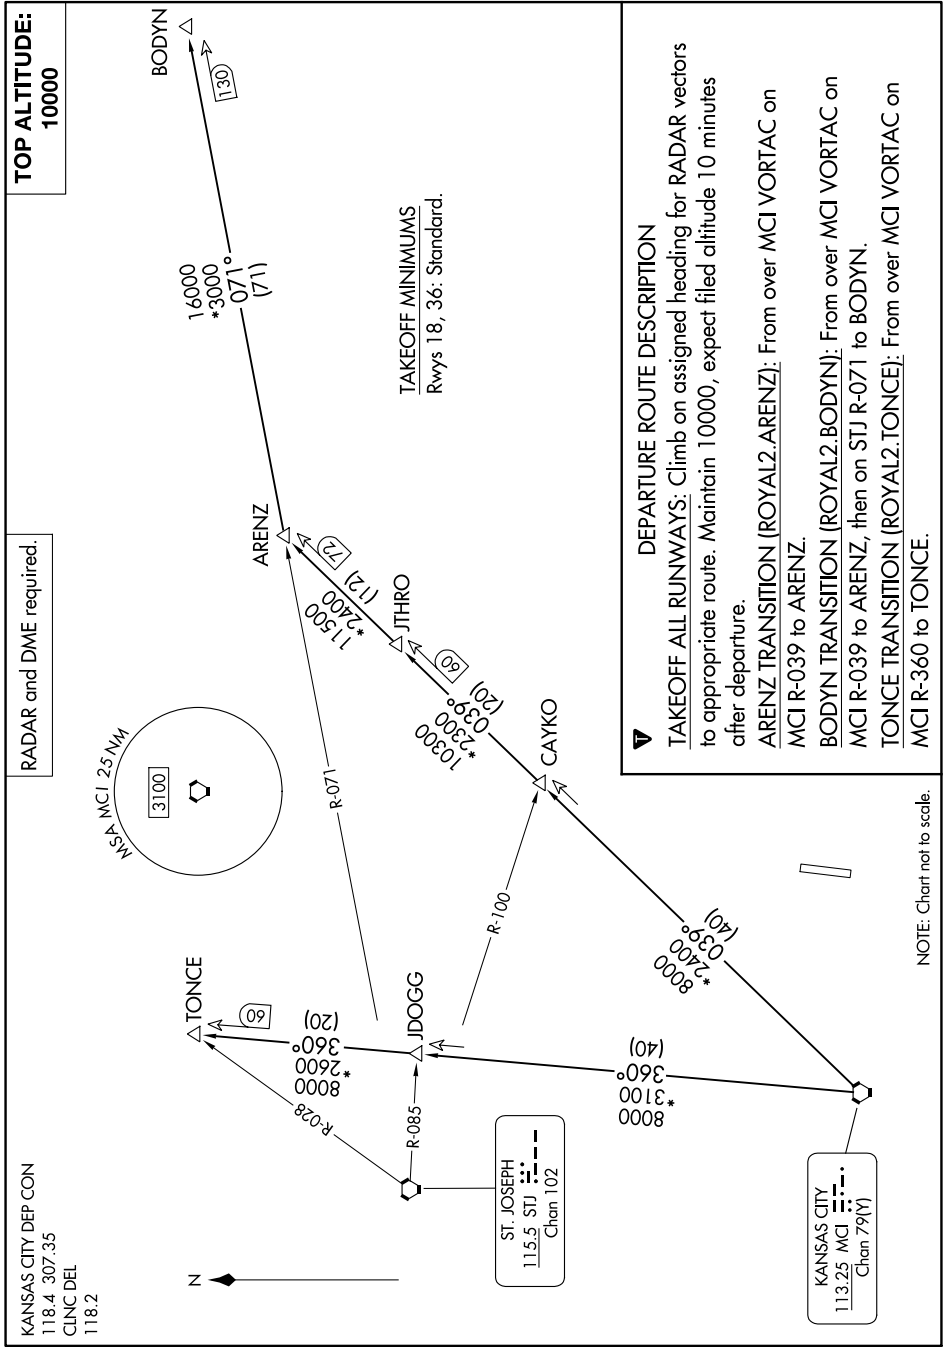 KANSAS CITY DEP CON
118.4 307.35
CLNC DEL
118.2
RADAR and DME required.
TOP ALTITUDE:
10000
N
TONCE
60
8000
*2600
360°
(20)
R-028
R-085
JDOGG
ST. JOSEPH
115.5 STJ
Chan 102
8000
*3100
360°
(40)
KANSAS CITY
113.25 MCI
Chan 79(Y)
MSA MCI 25 NM
3100
R-071
R-100
8000
*2400
039°
(40)
CAYKO
10300
*2300
039°
(20)
60
JTHRO
11500
*2400
(12)
72
ARENZ
16000
*3000
071°
(71)
BODYN
130
TAKEOFF MINIMUMS
Rwys 18, 36: Standard.
NOTE: Chart not to scale.
T
DEPARTURE ROUTE DESCRIPTION
TAKEOFF ALL RUNWAYS: Climb on assigned heading for RADAR vectors
to appropriate route. Maintain 10000, expect filed altitude 10 minutes
after departure.
ARENZ TRANSITION (ROYAL2.ARENZ): From over MCI VORTAC on
MCI R-039 to ARENZ.
BODYN TRANSITION (ROYAL2.BODYN): From over MCI VORTAC on
MCI R-039 to ARENZ, then on STJ R-071 to BODYN.
TONCE TRANSITION (ROYAL2.TONCE): From over MCI VORTAC on
MCI R-360 to TONCE.